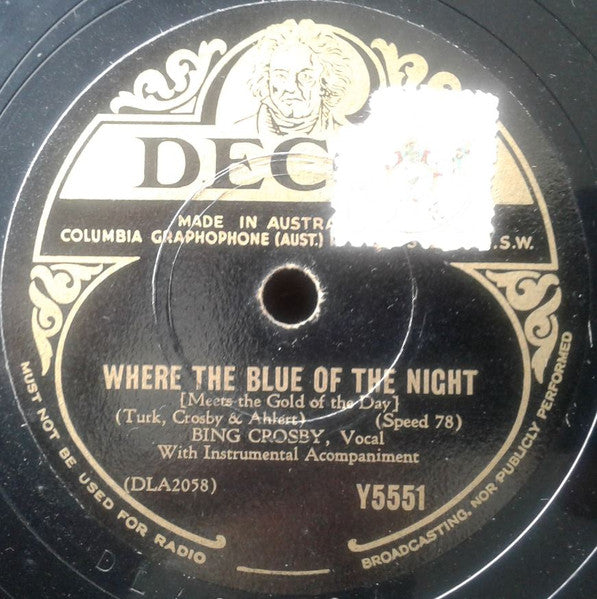 DEC
MADE IN AUSTRA
COLUMBIA GRAPHOPHONE (AUST.)
.S.W.
WHERE THE BLUE OF THE NIGHT
[Meets the Gold of the Day]
(Turk, Crosby & Ahlert) (Speed 78)
BING CROSBY, Vocal
With Instrumental Acompaniment
(DLA2058) Y5551
MUST NOT BE USED FOR RADIO BROADCASTING, NOR PUBLICLY PERFORMED